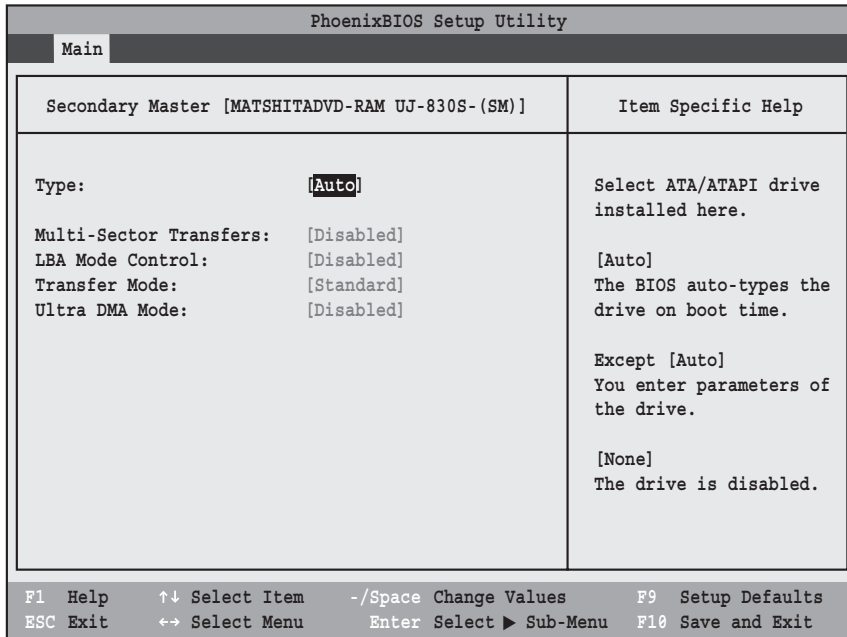 PhoenixBIOS Setup Utility
Main
Secondary Master [MATSHITADVD-RAM UJ-830S-(SM)]
Item Specific Help
Type: [Auto]
Multi-Sector Transfers: [Disabled]
LBA Mode Control: [Disabled]
Transfer Mode: [Standard]
Ultra DMA Mode: [Disabled]
Select ATA/ATAPI drive
installed here.
[Auto]
The BIOS auto-types the
drive on boot time.
Except [Auto]
You enter parameters of
the drive.
[None]
The drive is disabled.
F1 Help ↑↓ Select Item -/Space Change Values F9 Setup Defaults
ESC Exit ←→ Select Menu Enter Select ▶ Sub-Menu F10 Save and Exit